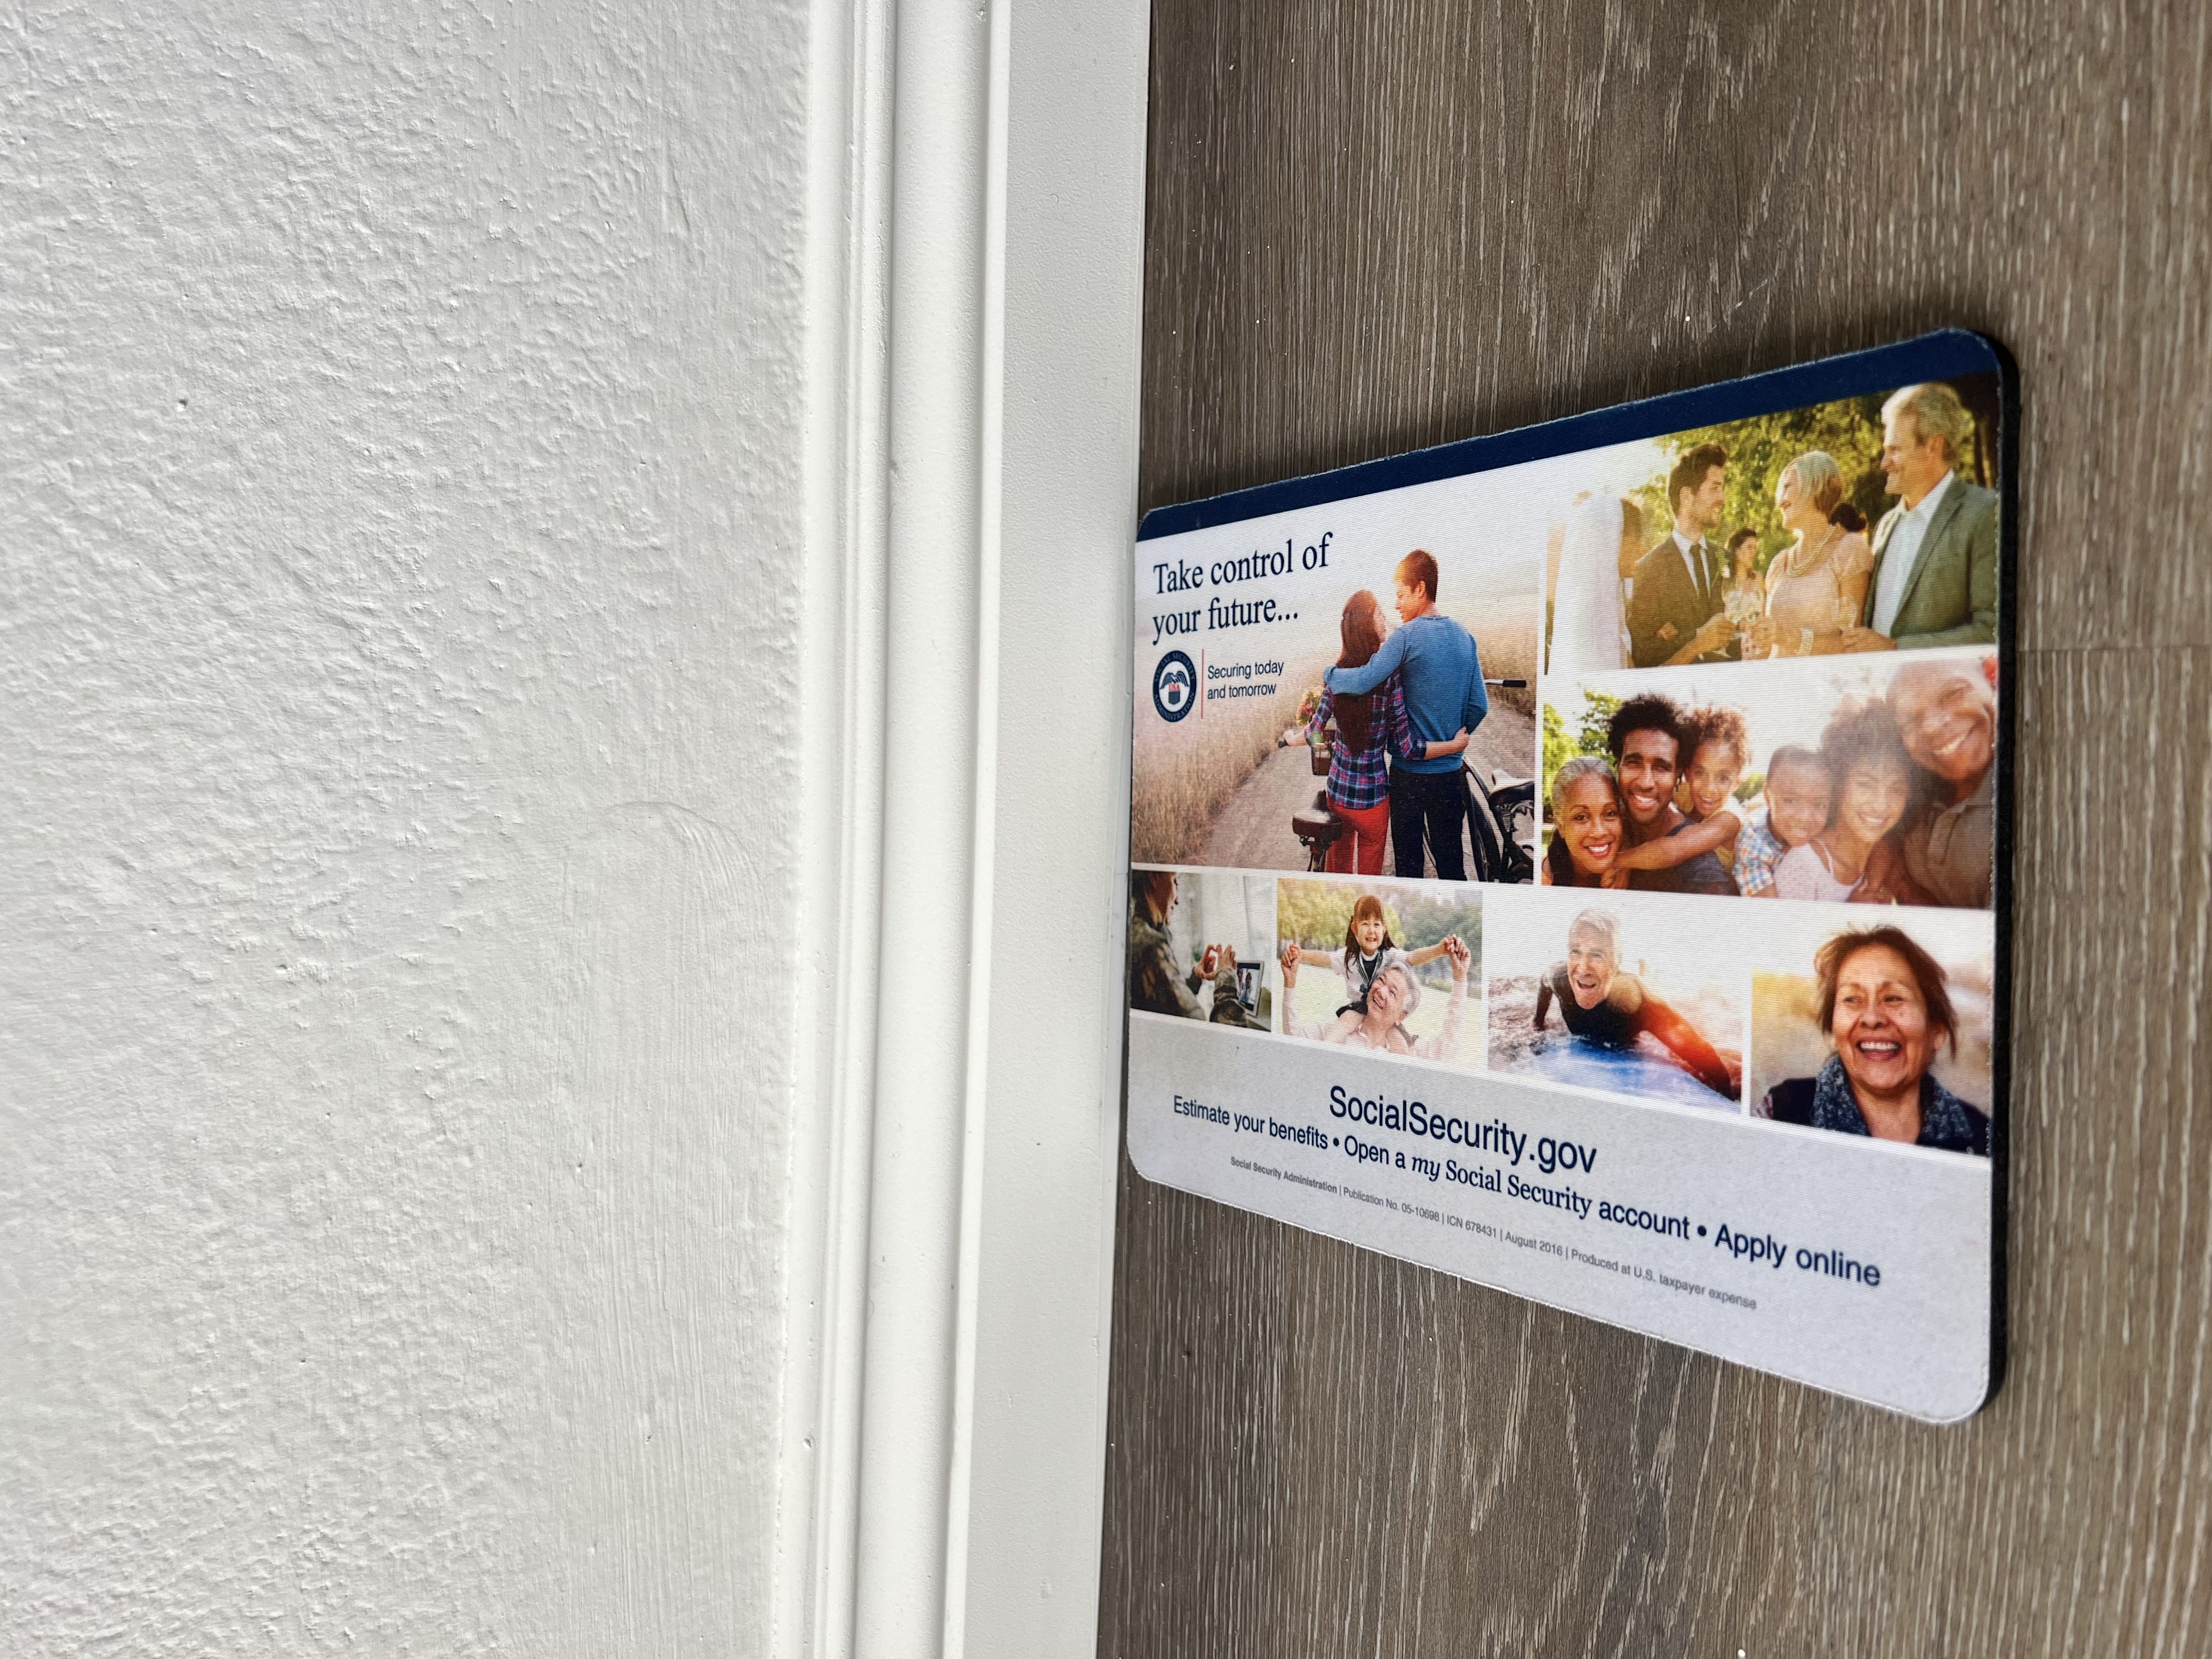 Take control of
your future...
Securing today
and tomorrow
SocialSecurity.gov
Estimate your benefits • Open a my Social Security account • Apply online
Social Security Administration | Publication No. 05-10698 | ICN 678431 | August 2016 | Produced at U.S. taxpayer expense